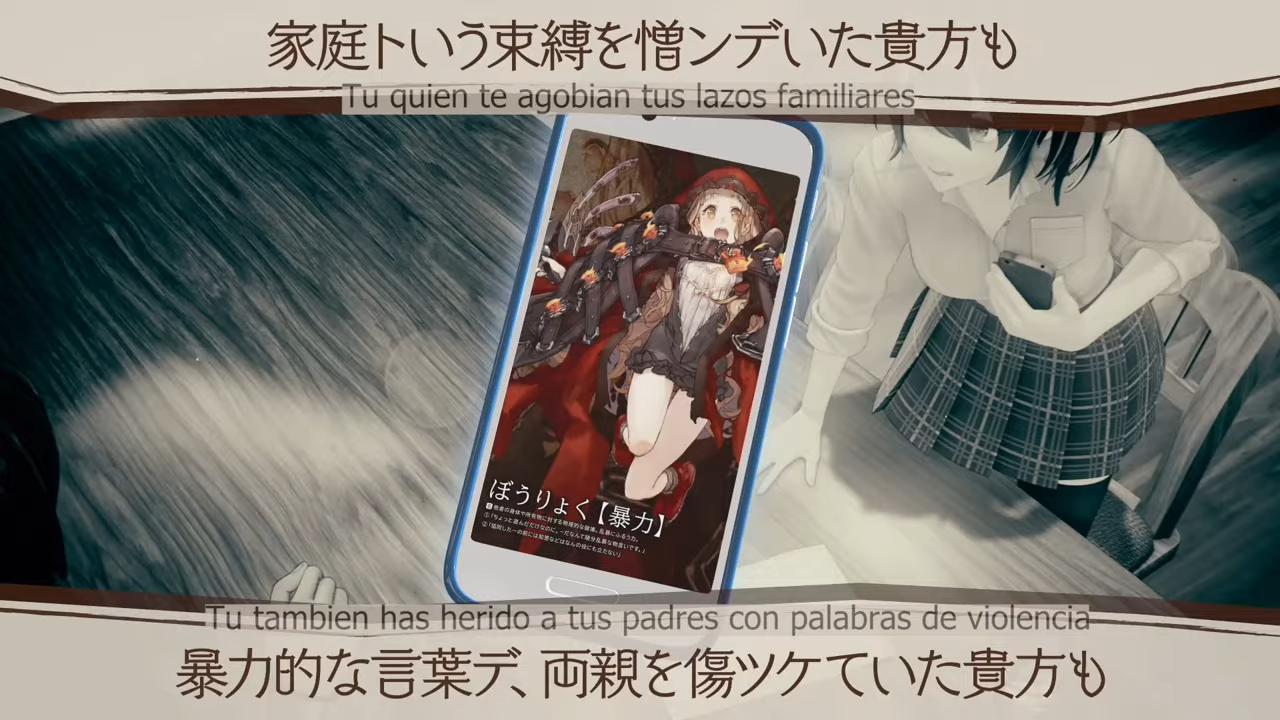 家庭トいう束縛を憎ンデいた貴方も
Tu quien te agobian tus lazos familiares
ぼうりょく【暴力】
Tu tambien has herido a tus padres con palabras de violencia
暴力的な言葉デ、両親を傷ツケていた貴方も